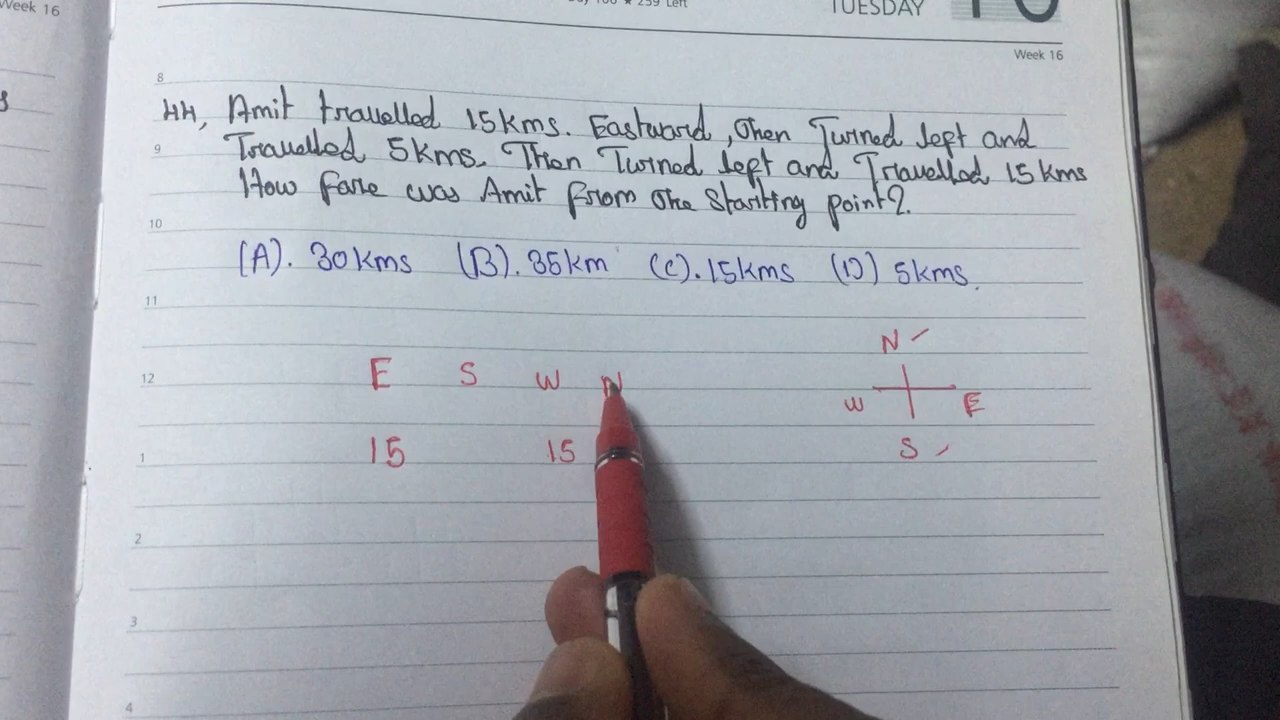 Week 16
259 Left
TUESDAY
Week 16
8
44, Amit travelled 15kms. Eastward, Then Turned left and
9
Travelled 5kms. Then Turned left and Travelled 15kms
How fare was Amit from the Starting point?.
10
(A). 30kms (B). 35km (C). 15kms (D) 5kms.
11
N
12
E S W N
W E
1
15 15
S
2
3
4